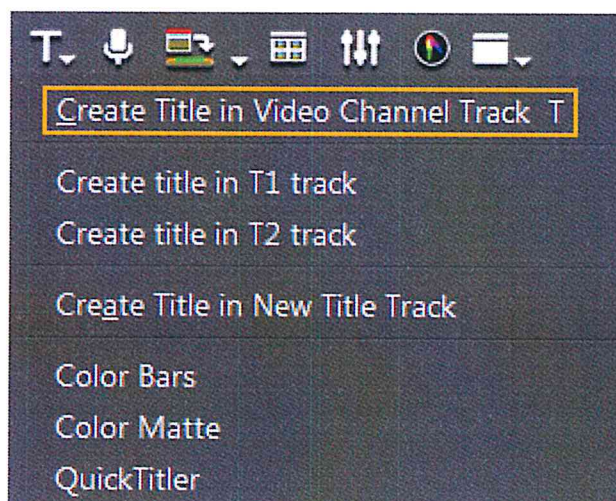 T
Create Title in Video Channel Track T
Create title in T1 track
Create title in T2 track
Create Title in New Title Track
Color Bars
Color Matte
QuickTitler